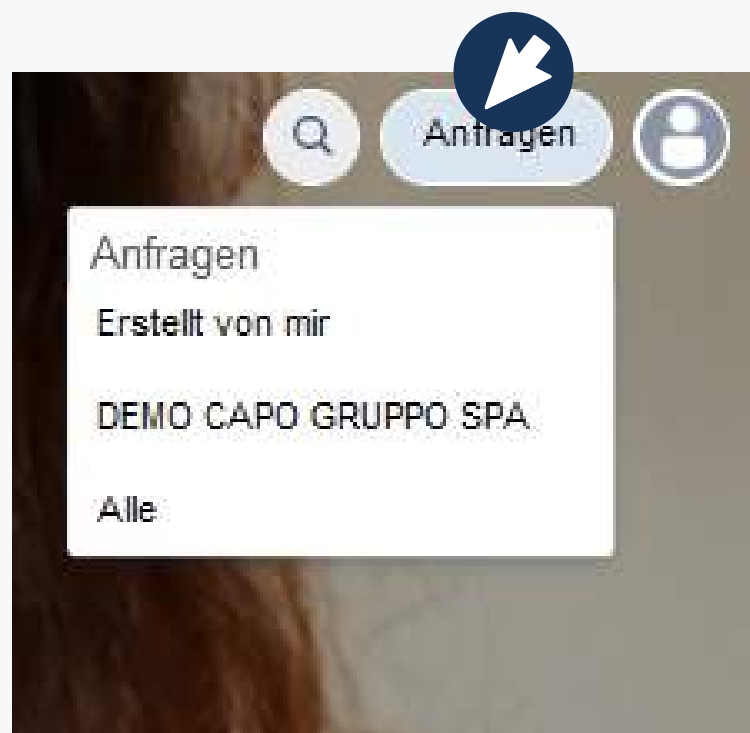 Anfragen
Anfragen
Erstellt von mir
DEMO CAPO GRUPPO SPA
Alle